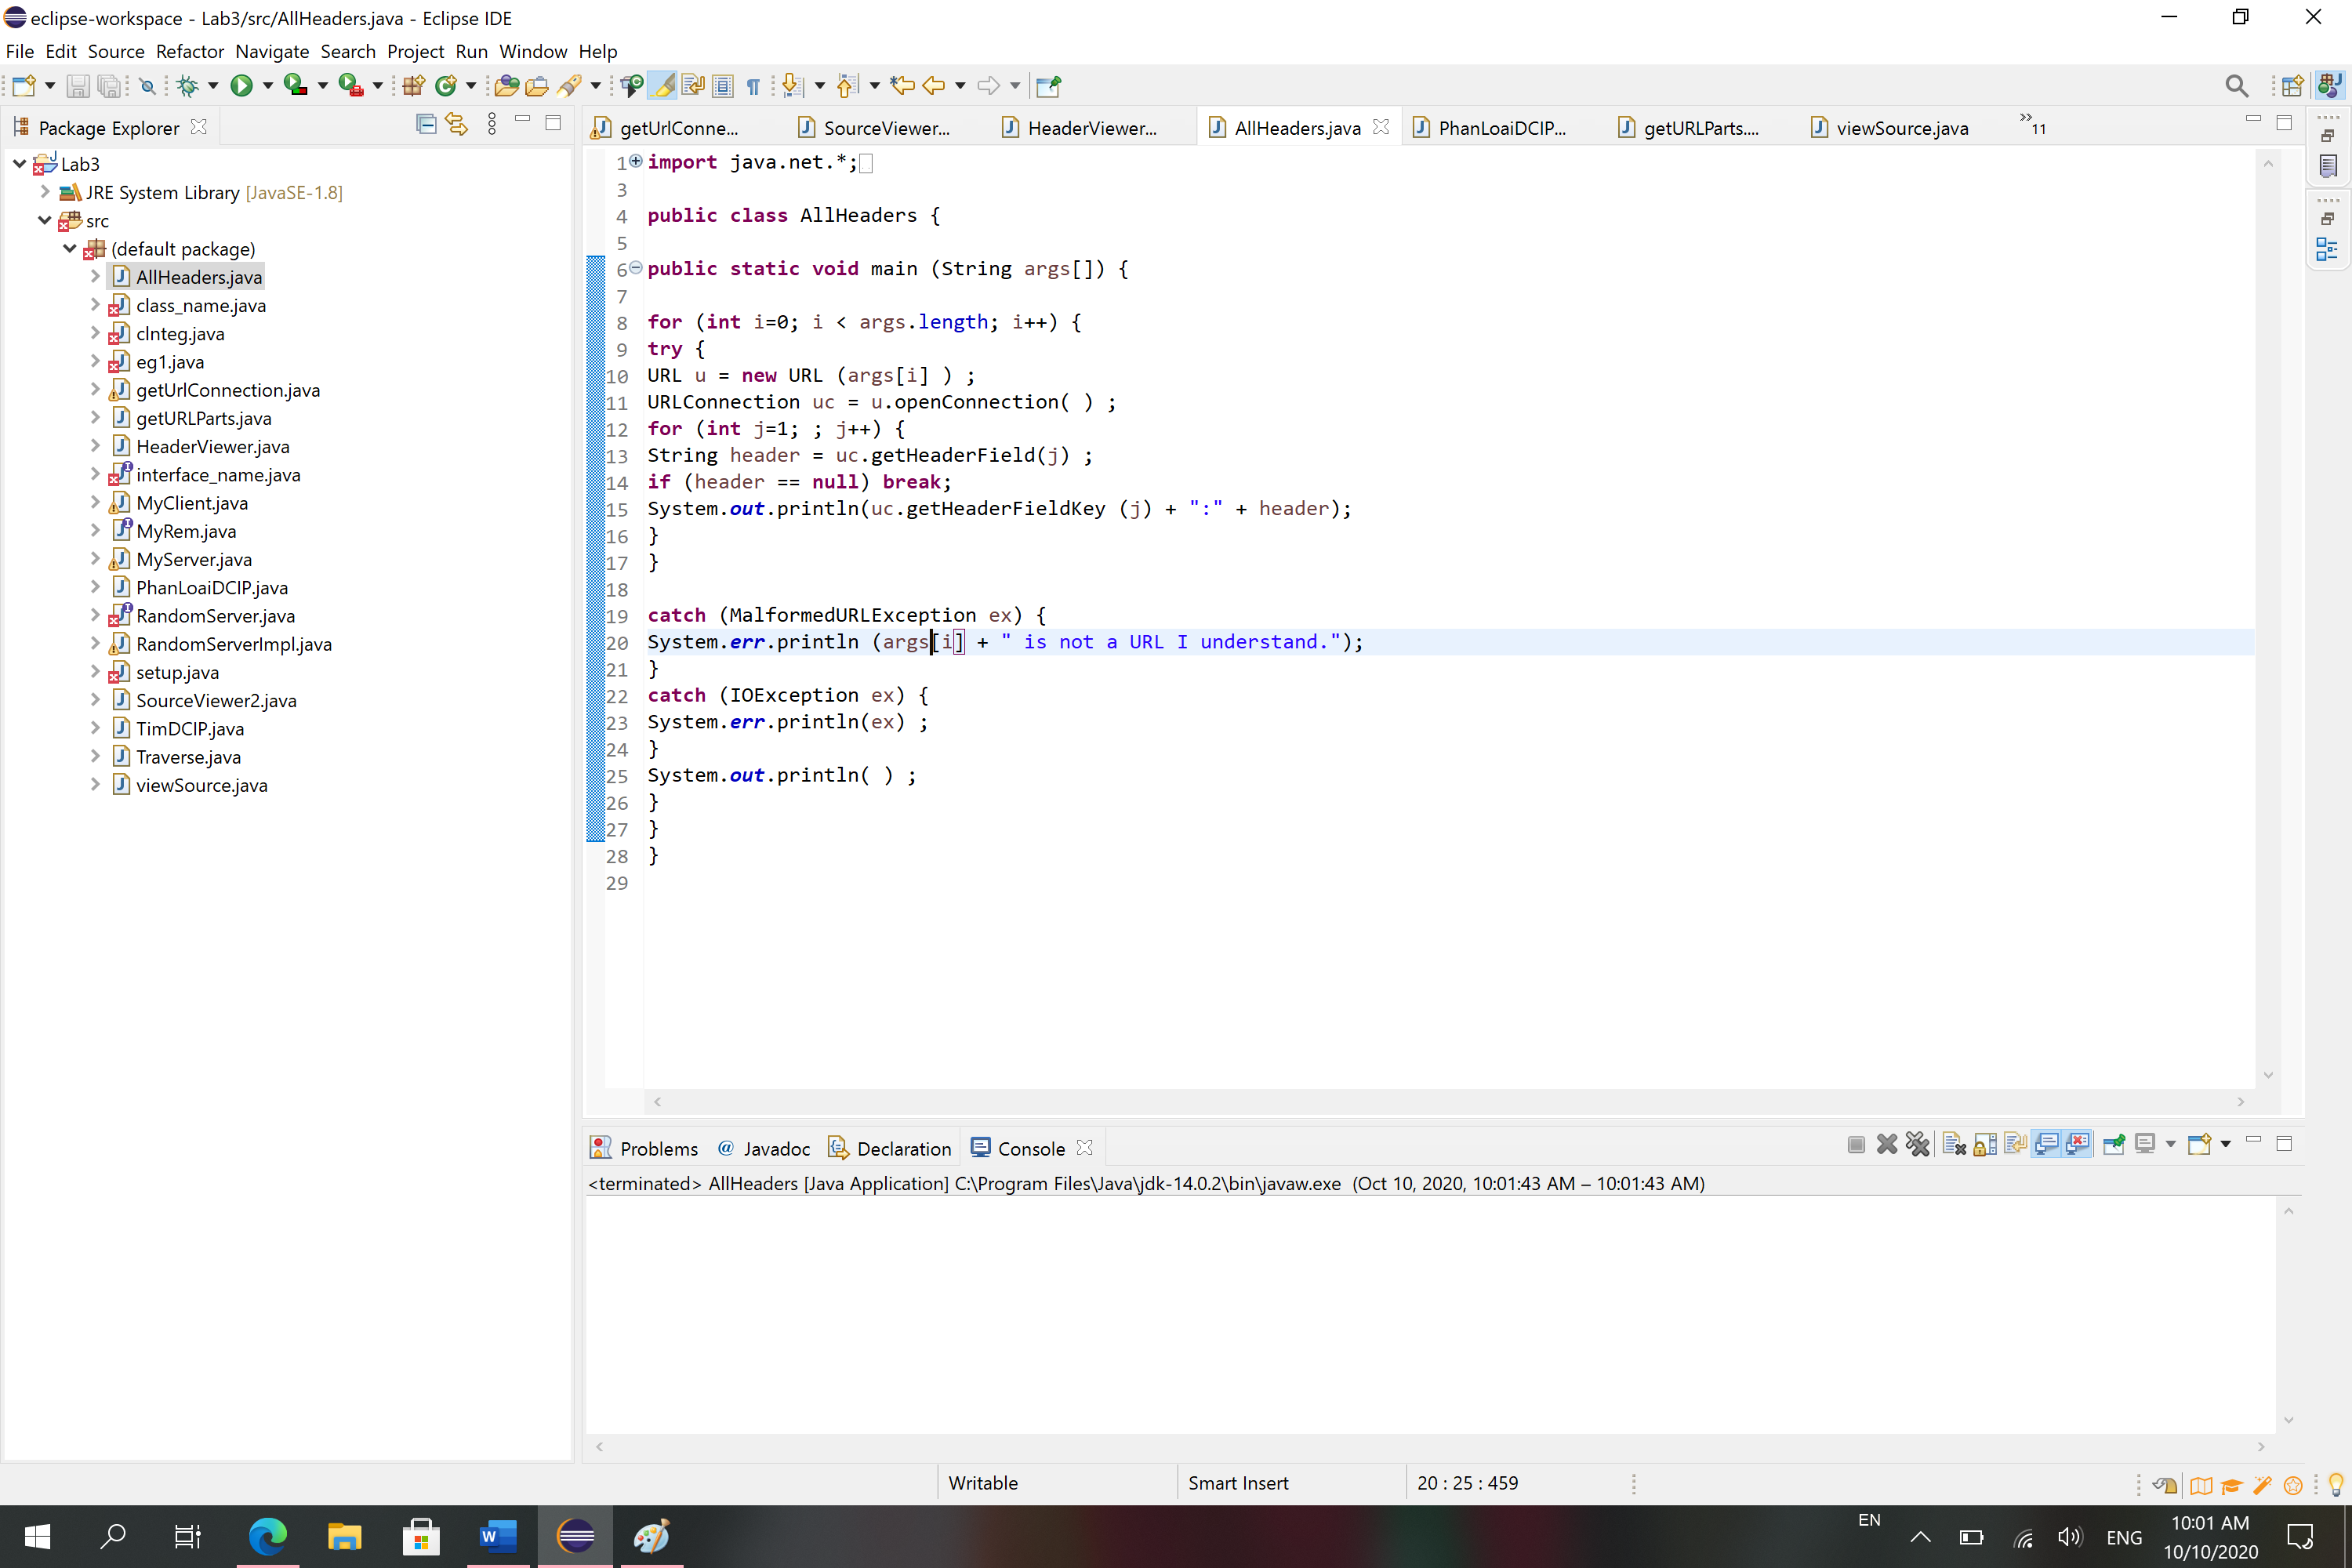 eclipse-workspace - Lab3/src/AllHeaders.java - Eclipse IDE
File Edit Source Refactor Navigate Search Project Run Window Help
Package Explorer
getUrlConne...
SourceViewer...
HeaderViewer...
AllHeaders.java
PhanLoaiDCIP...
getURLParts....
viewSource.java
»11
Lab3
JRE System Library [JavaSE-1.8]
src
(default package)
AllHeaders.java
class_name.java
clnteg.java
eg1.java
getUrlConnection.java
getURLParts.java
HeaderViewer.java
interface_name.java
MyClient.java
MyRem.java
MyServer.java
PhanLoaiDCIP.java
RandomServer.java
RandomServerImpl.java
setup.java
SourceViewer2.java
TimDCIP.java
Traverse.java
viewSource.java
1 import java.net.*;
3
4 public class AllHeaders {
5
6 public static void main (String args[]) {
7
8 for (int i=0; i < args.length; i++) {
9 try {
10 URL u = new URL (args[i] ) ;
11 URLConnection uc = u.openConnection( ) ;
12 for (int j=1; ; j++) {
13 String header = uc.getHeaderField(j) ;
14 if (header == null) break;
15 System.out.println(uc.getHeaderFieldKey (j) + ":" + header);
16 }
17 }
18
19 catch (MalformedURLException ex) {
20 System.err.println (args[i] + " is not a URL I understand.");
21 }
22 catch (IOException ex) {
23 System.err.println(ex) ;
24 }
25 System.out.println( ) ;
26 }
27 }
28 }
29
Problems @ Javadoc Declaration Console
<terminated> AllHeaders [Java Application] C:\Program Files\Java\jdk-14.0.2\bin\javaw.exe (Oct 10, 2020, 10:01:43 AM – 10:01:43 AM)
Writable
Smart Insert
20 : 25 : 459
EN
ENG
10:01 AM
10/10/2020